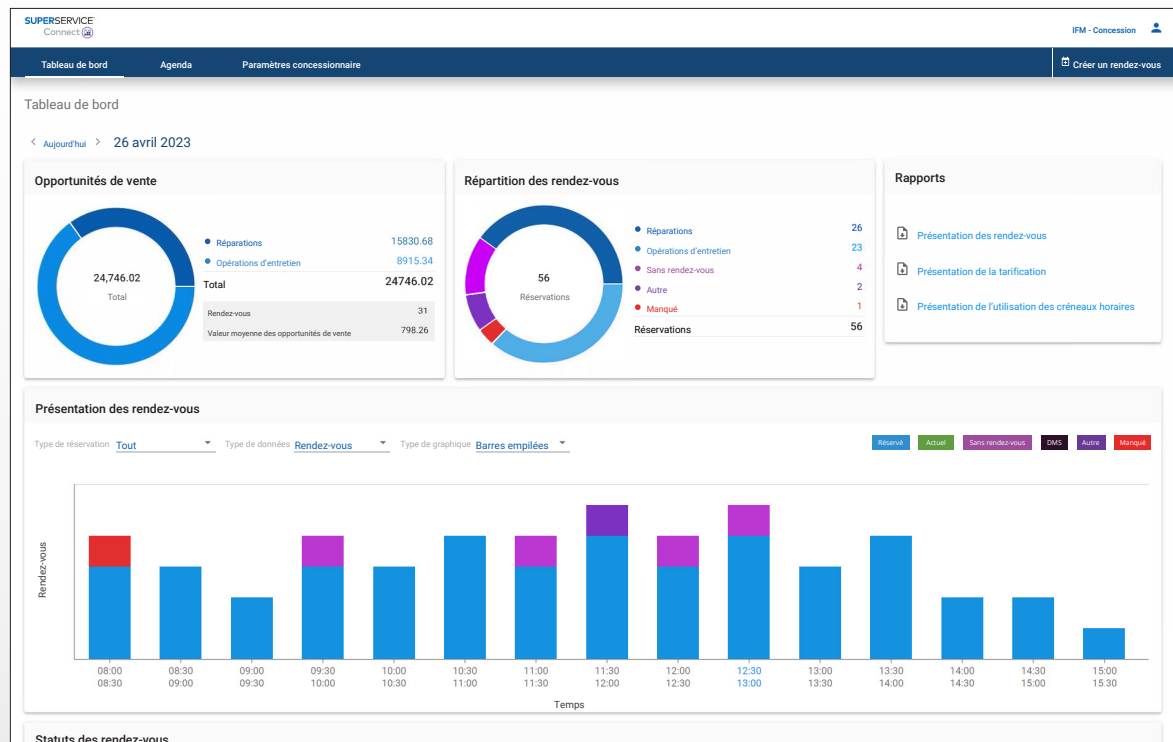 SUPERSERVICE
Connect
IFM - Concession
Tableau de bord
Agenda
Paramètres concessionnaire
Créer un rendez-vous
Tableau de bord
Aujourd'hui
26 avril 2023
Opportunités de vente
24,746.02
Total
Réparations 15830.68
Opérations d'entretien 8915.34
Total 24746.02
Rendez-vous 31
Valeur moyenne des opportunités de vente 798.26
Répartition des rendez-vous
56
Réservations
Réparations 26
Opérations d'entretien 23
Sans rendez-vous 4
Autre 2
Manqué 1
Réservations 56
Rapports
Présentation des rendez-vous
Présentation de la tarification
Présentation de l'utilisation des créneaux horaires
Présentation des rendez-vous
Type de réservation Tout Type de données Rendez-vous Type de graphique Barres empilées
Réservé Actuel Sans rendez-vous DMS Autre Manqué
Rendez-vous
08:00 08:30 09:00 09:30 10:00 10:30 11:00 11:30 12:00 12:30 13:00 13:30 14:00 14:30 15:00
08:30 09:00 09:30 10:00 10:30 11:00 11:30 12:00 12:30 13:00 13:30 14:00 14:30 15:00 15:30
Temps
Statuts des rendez-vous